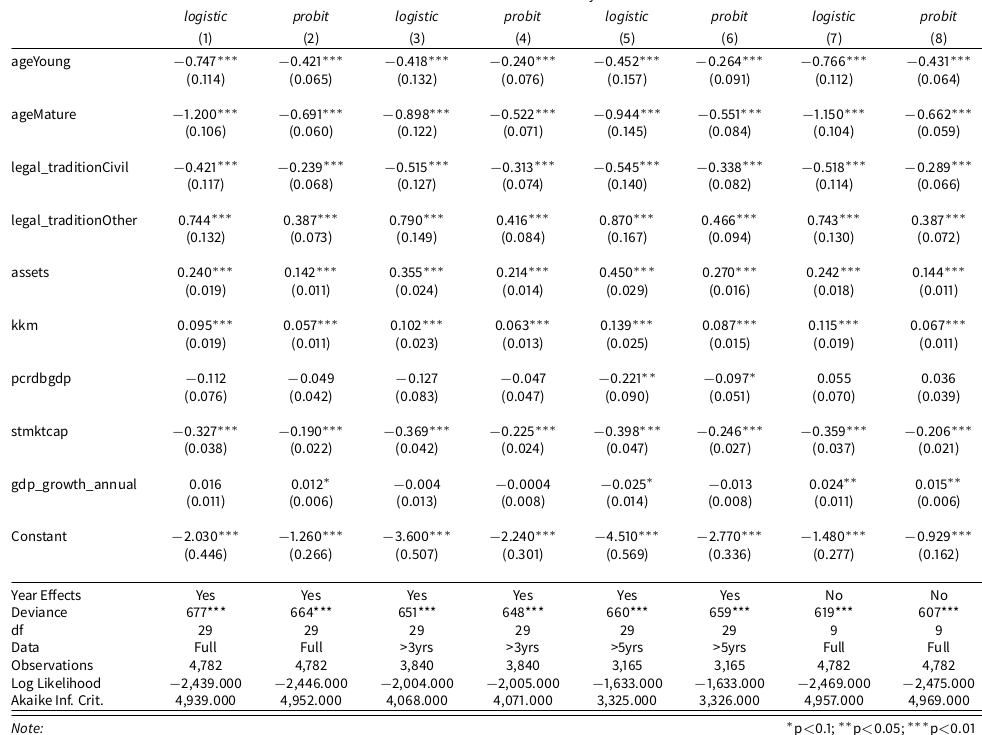 logistic probit logistic probit logistic probit logistic probit
(1) (2) (3) (4) (5) (6) (7) (8)
ageYoung −0.747*** −0.421*** −0.418*** −0.240*** −0.452*** −0.264*** −0.766*** −0.431***
(0.114) (0.065) (0.132) (0.076) (0.157) (0.091) (0.112) (0.064)
ageMature −1.200*** −0.691*** −0.898*** −0.522*** −0.944*** −0.551*** −1.150*** −0.662***
(0.106) (0.060) (0.122) (0.071) (0.145) (0.084) (0.104) (0.059)
legal_traditionCivil −0.421*** −0.239*** −0.515*** −0.313*** −0.545*** −0.338*** −0.518*** −0.289***
(0.117) (0.068) (0.127) (0.074) (0.140) (0.082) (0.114) (0.066)
legal_traditionOther 0.744*** 0.387*** 0.790*** 0.416*** 0.870*** 0.466*** 0.743*** 0.387***
(0.132) (0.073) (0.149) (0.084) (0.167) (0.094) (0.130) (0.072)
assets 0.240*** 0.142*** 0.355*** 0.214*** 0.450*** 0.270*** 0.242*** 0.144***
(0.019) (0.011) (0.024) (0.014) (0.029) (0.016) (0.018) (0.011)
kkm 0.095*** 0.057*** 0.102*** 0.063*** 0.139*** 0.087*** 0.115*** 0.067***
(0.019) (0.011) (0.023) (0.013) (0.025) (0.015) (0.019) (0.011)
pcrdbgdp −0.112 −0.049 −0.127 −0.047 −0.221** −0.097* 0.055 0.036
(0.076) (0.042) (0.083) (0.047) (0.090) (0.051) (0.070) (0.039)
stmktcap −0.327*** −0.190*** −0.369*** −0.225*** −0.398*** −0.246*** −0.359*** −0.206***
(0.038) (0.022) (0.042) (0.024) (0.047) (0.027) (0.037) (0.021)
gdp_growth_annual 0.016 0.012* −0.004 −0.0004 −0.025* −0.013 0.024** 0.015**
(0.011) (0.006) (0.013) (0.008) (0.014) (0.008) (0.011) (0.006)
Constant −2.030*** −1.260*** −3.600*** −2.240*** −4.510*** −2.770*** −1.480*** −0.929***
(0.446) (0.266) (0.507) (0.301) (0.569) (0.336) (0.277) (0.162)
Year Effects Yes Yes Yes Yes Yes Yes No No
Deviance 677*** 664*** 651*** 648*** 660*** 659*** 619*** 607***
df 29 29 29 29 29 29 9 9
Data Full Full >3yrs >3yrs >5yrs >5yrs Full Full
Observations 4,782 4,782 3,840 3,840 3,165 3,165 4,782 4,782
Log Likelihood −2,439.000 −2,446.000 −2,004.000 −2,005.000 −1,633.000 −1,633.000 −2,469.000 −2,475.000
Akaike Inf. Crit. 4,939.000 4,952.000 4,068.000 4,071.000 3,325.000 3,326.000 4,957.000 4,969.000
Note: *p<0.1; **p<0.05; ***p<0.01